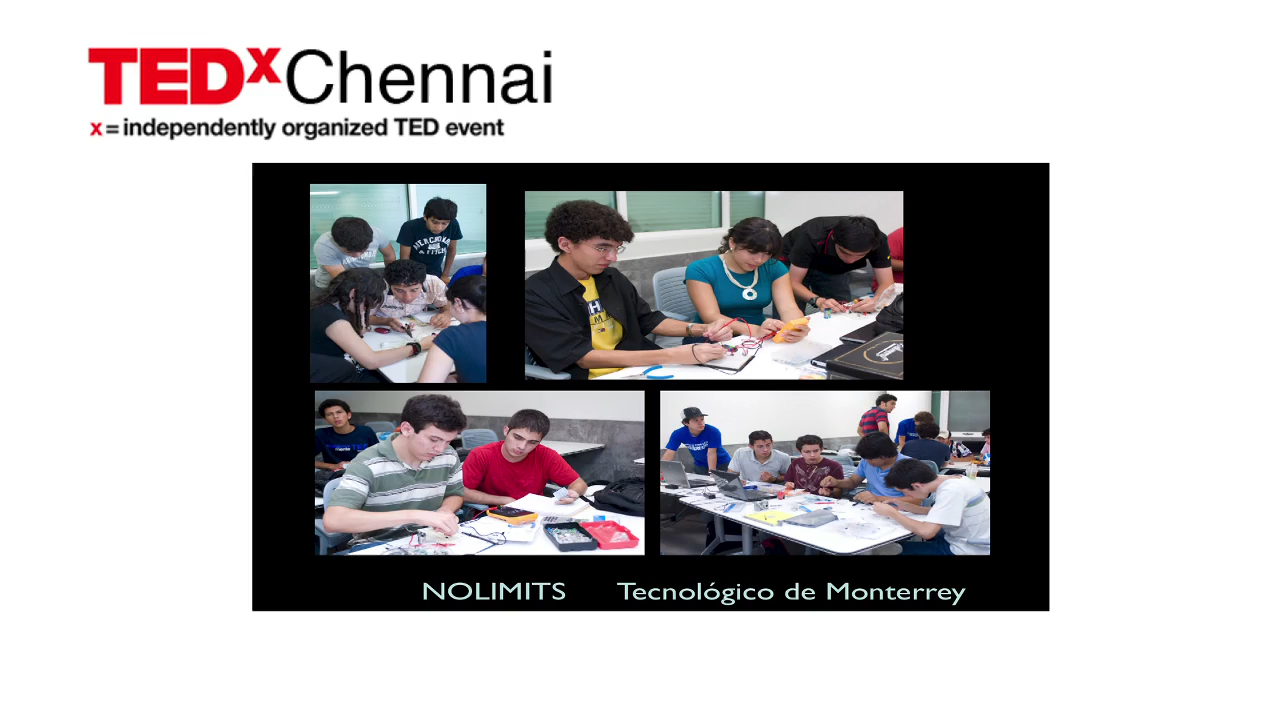 TEDxChennai
x = independently organized TED event
NOLIMITS Tecnológico de Monterrey